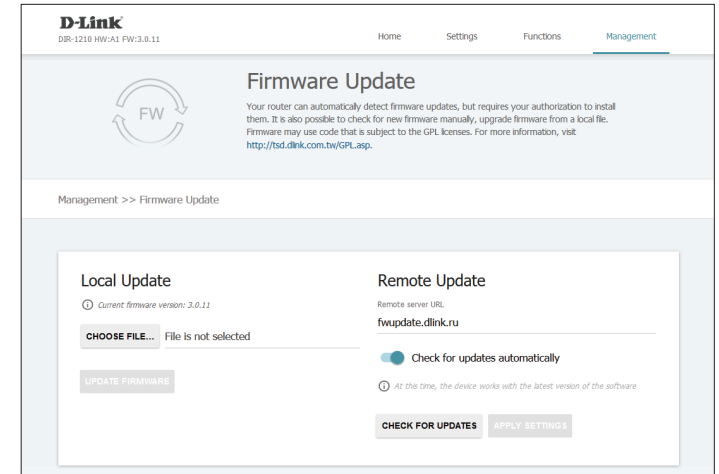 D-Link
DIR-1210 HW:A1 FW:3.0.11
Home Settings Functions Management
FW
Firmware Update
Your router can automatically detect firmware updates, but requires your authorization to install
them. It is also possible to check for new firmware manually, upgrade firmware from a local file.
Firmware may use code that is subject to the GPL licenses. For more information, visit
http://tsd.dlink.com.tw/GPL.asp.
Management >> Firmware Update
Local Update
Current firmware version: 3.0.11
CHOOSE FILE... File is not selected
UPDATE FIRMWARE
Remote Update
Remote server URL
fwupdate.dlink.ru
Check for updates automatically
At this time, the device works with the latest version of the software
CHECK FOR UPDATES APPLY SETTINGS